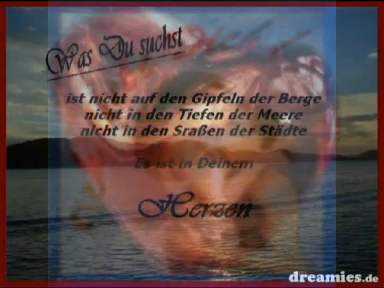 Was Du suchst
ist nicht auf den Gipfeln der Berge
nicht in den Tiefen der Meere
nicht in den Sraßen der Städte
Es ist in Deinem
Herzen
dreamies.de